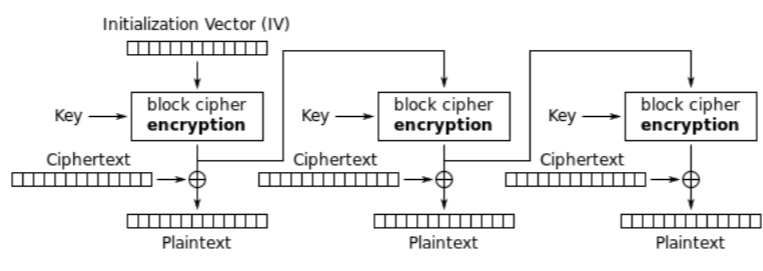 Initialization Vector (IV)
Key
block cipher
encryption
Key
block cipher
encryption
Key
block cipher
encryption
Ciphertext
Ciphertext
Ciphertext
Plaintext
Plaintext
Plaintext